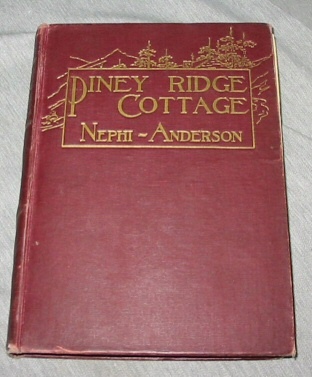 PINEY RIDGE
COTTAGE
NEPHI ~ ANDERSON